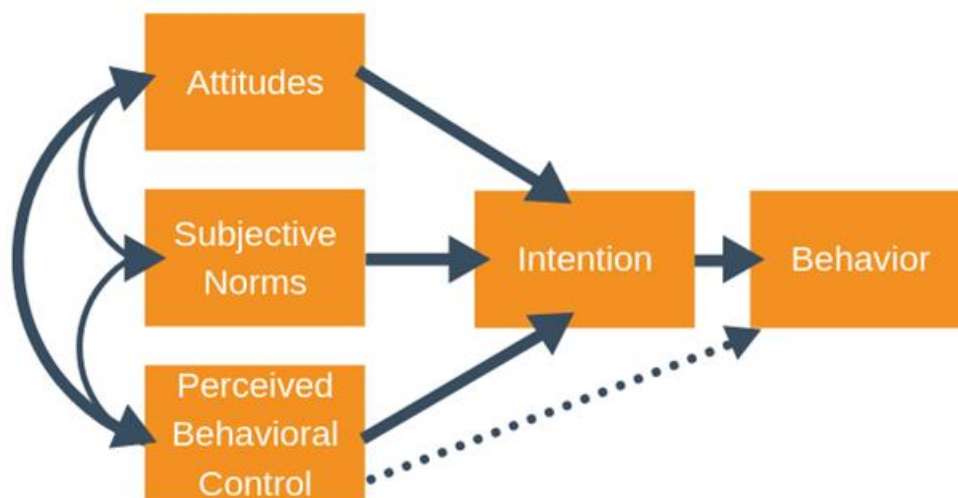 Attitudes
Subjective
Norms
Perceived
Behavioral
Control
Intention
Behavior